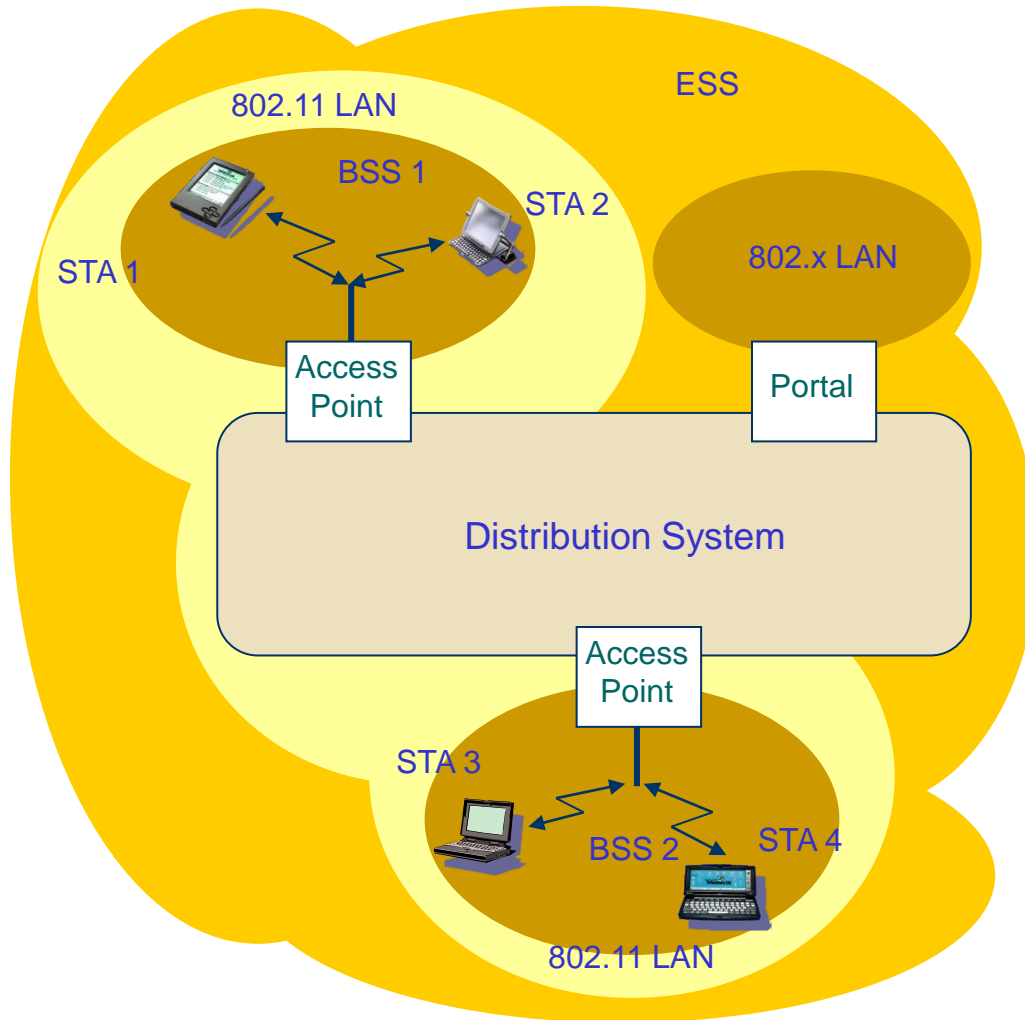 ESS
802.11 LAN
BSS 1
STA 2
STA 1
802.x LAN
Access
Point
Portal
Distribution System
Access
Point
STA 3
BSS 2
STA 4
802.11 LAN